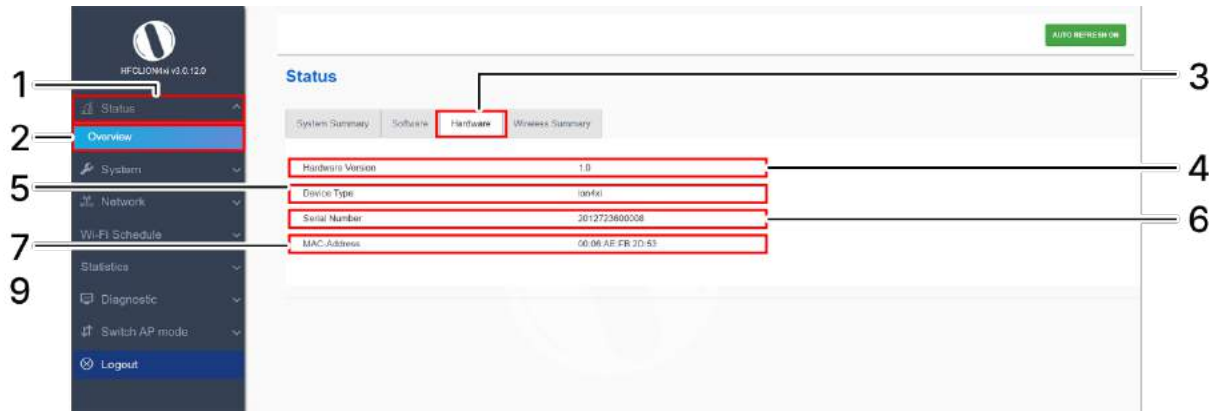 AUTO REFRESH ON
HFCLION4xi v3.0.12.0
Status
1
3
Status
System Summary Software Hardware Wireless Summary
2
Overview
System
Hardware Version 1.0
4
5
Device Type ion4xi
Network
Serial Number 2012723600008
6
Wi-Fi Schedule
7
MAC-Address 00:06:AE:FB:2D:53
Statistics
9
Diagnostic
Switch AP mode
Logout